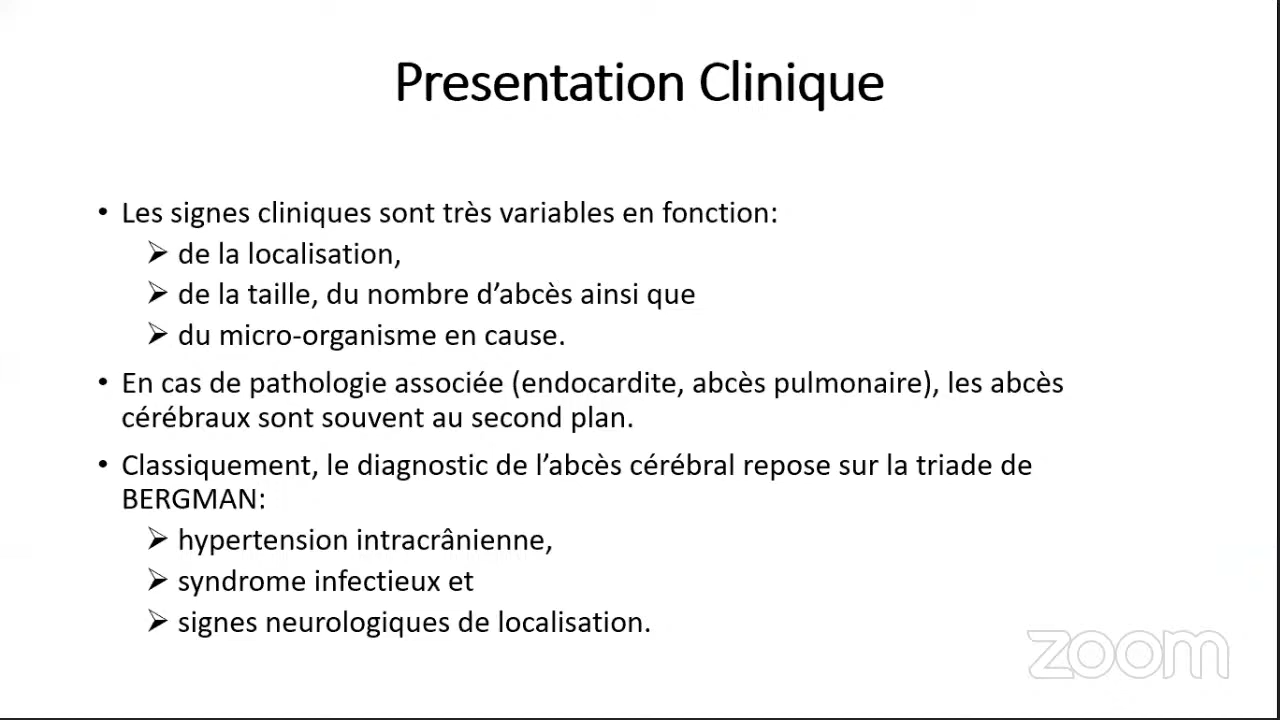 Presentation Clinique
• Les signes cliniques sont très variables en fonction:
➢ de la localisation,
➢ de la taille, du nombre d’abcès ainsi que
➢ du micro-organisme en cause.
• En cas de pathologie associée (endocardite, abcès pulmonaire), les abcès
cérébraux sont souvent au second plan.
• Classiquement, le diagnostic de l’abcès cérébral repose sur la triade de
BERGMAN:
➢ hypertension intracrânienne,
➢ syndrome infectieux et
➢ signes neurologiques de localisation.
zoom